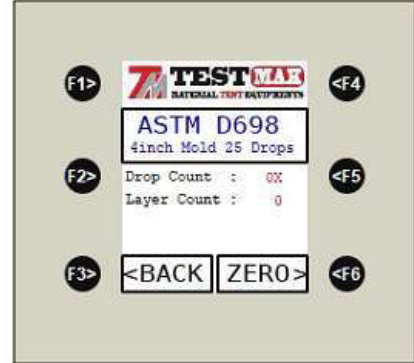 F1> TESTMAK <F4
MATERIAL TEST EQUIPMENTS
ASTM D698
4inch Mold 25 Drops
F2> Drop Count : 0X <F5
Layer Count : 0
F3> <BACK ZERO> <F6